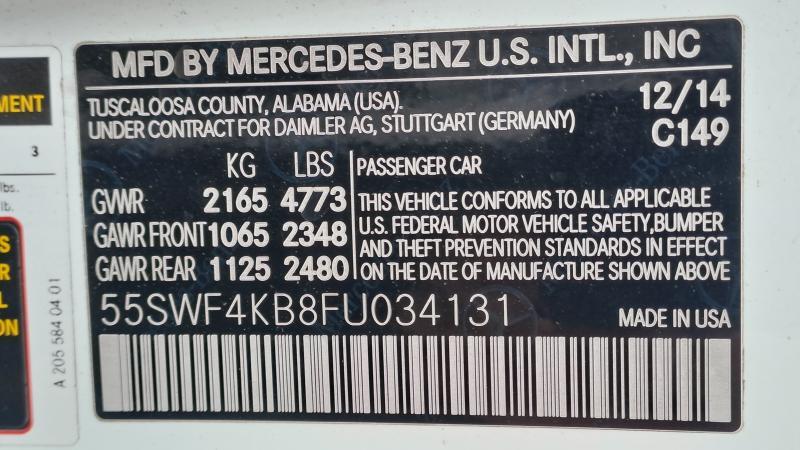 MFD BY MERCEDES-BENZ U.S. INTL., INC
TUSCALOOSA COUNTY, ALABAMA (USA).
UNDER CONTRACT FOR DAIMLER AG, STUTTGART (GERMANY)
12/14
C149
KG LBS
GVWR 2165 4773
GAWR FRONT 1065 2348
GAWR REAR 1125 2480
PASSENGER CAR
THIS VEHICLE CONFORMS TO ALL APPLICABLE
U.S. FEDERAL MOTOR VEHICLE SAFETY,BUMPER
AND THEFT PREVENTION STANDARDS IN EFFECT
ON THE DATE OF MANUFACTURE SHOWN ABOVE
55SWF4KB8FU034131
MADE IN USA
MENT
3
lbs.
lb.
S
R
L
ON
A 205 584 04 01